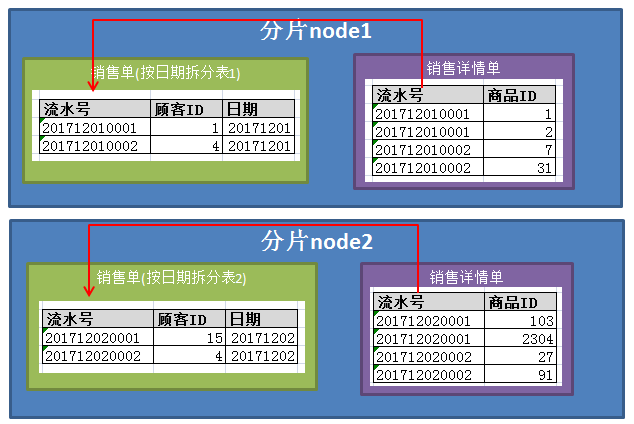 分片node1
销售单(按日期拆分表1)
销售详情单
流水号 顾客ID 日期
201712010001 1 20171201
201712010002 4 20171201
流水号 商品ID
201712010001 1
201712010001 2
201712010002 7
201712010002 31
分片node2
销售单(按日期拆分表2)
销售详情单
流水号 顾客ID 日期
201712020001 15 20171202
201712020002 4 20171202
流水号 商品ID
201712020001 103
201712020001 2304
201712020002 27
201712020002 91